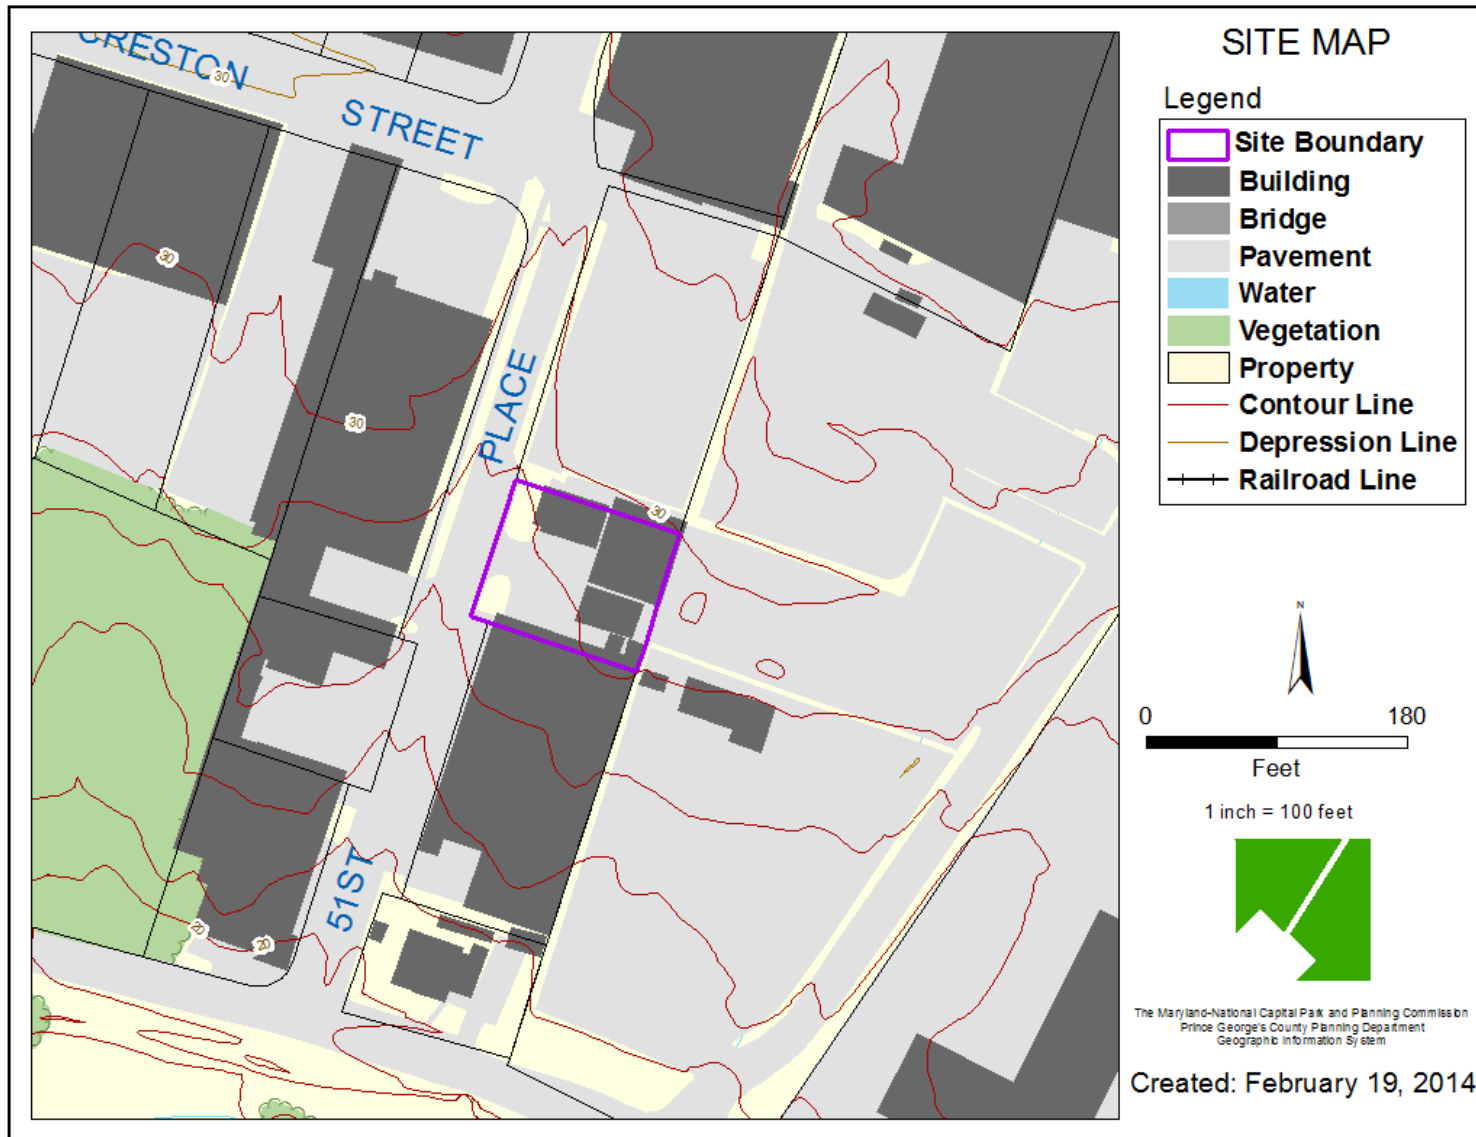 SITE MAP
Legend
Site Boundary
Building
Bridge
Pavement
Water
Vegetation
Property
Contour Line
Depression Line
Railroad Line
N
0 180
Feet
1 inch = 100 feet
The Maryland-National Capital Park and Planning Commission
Prince George's County Planning Department
Geographic Information System
Created: February 19, 2014
CRESTON
STREET
30
30
30
PLACE
30
51ST
20
20